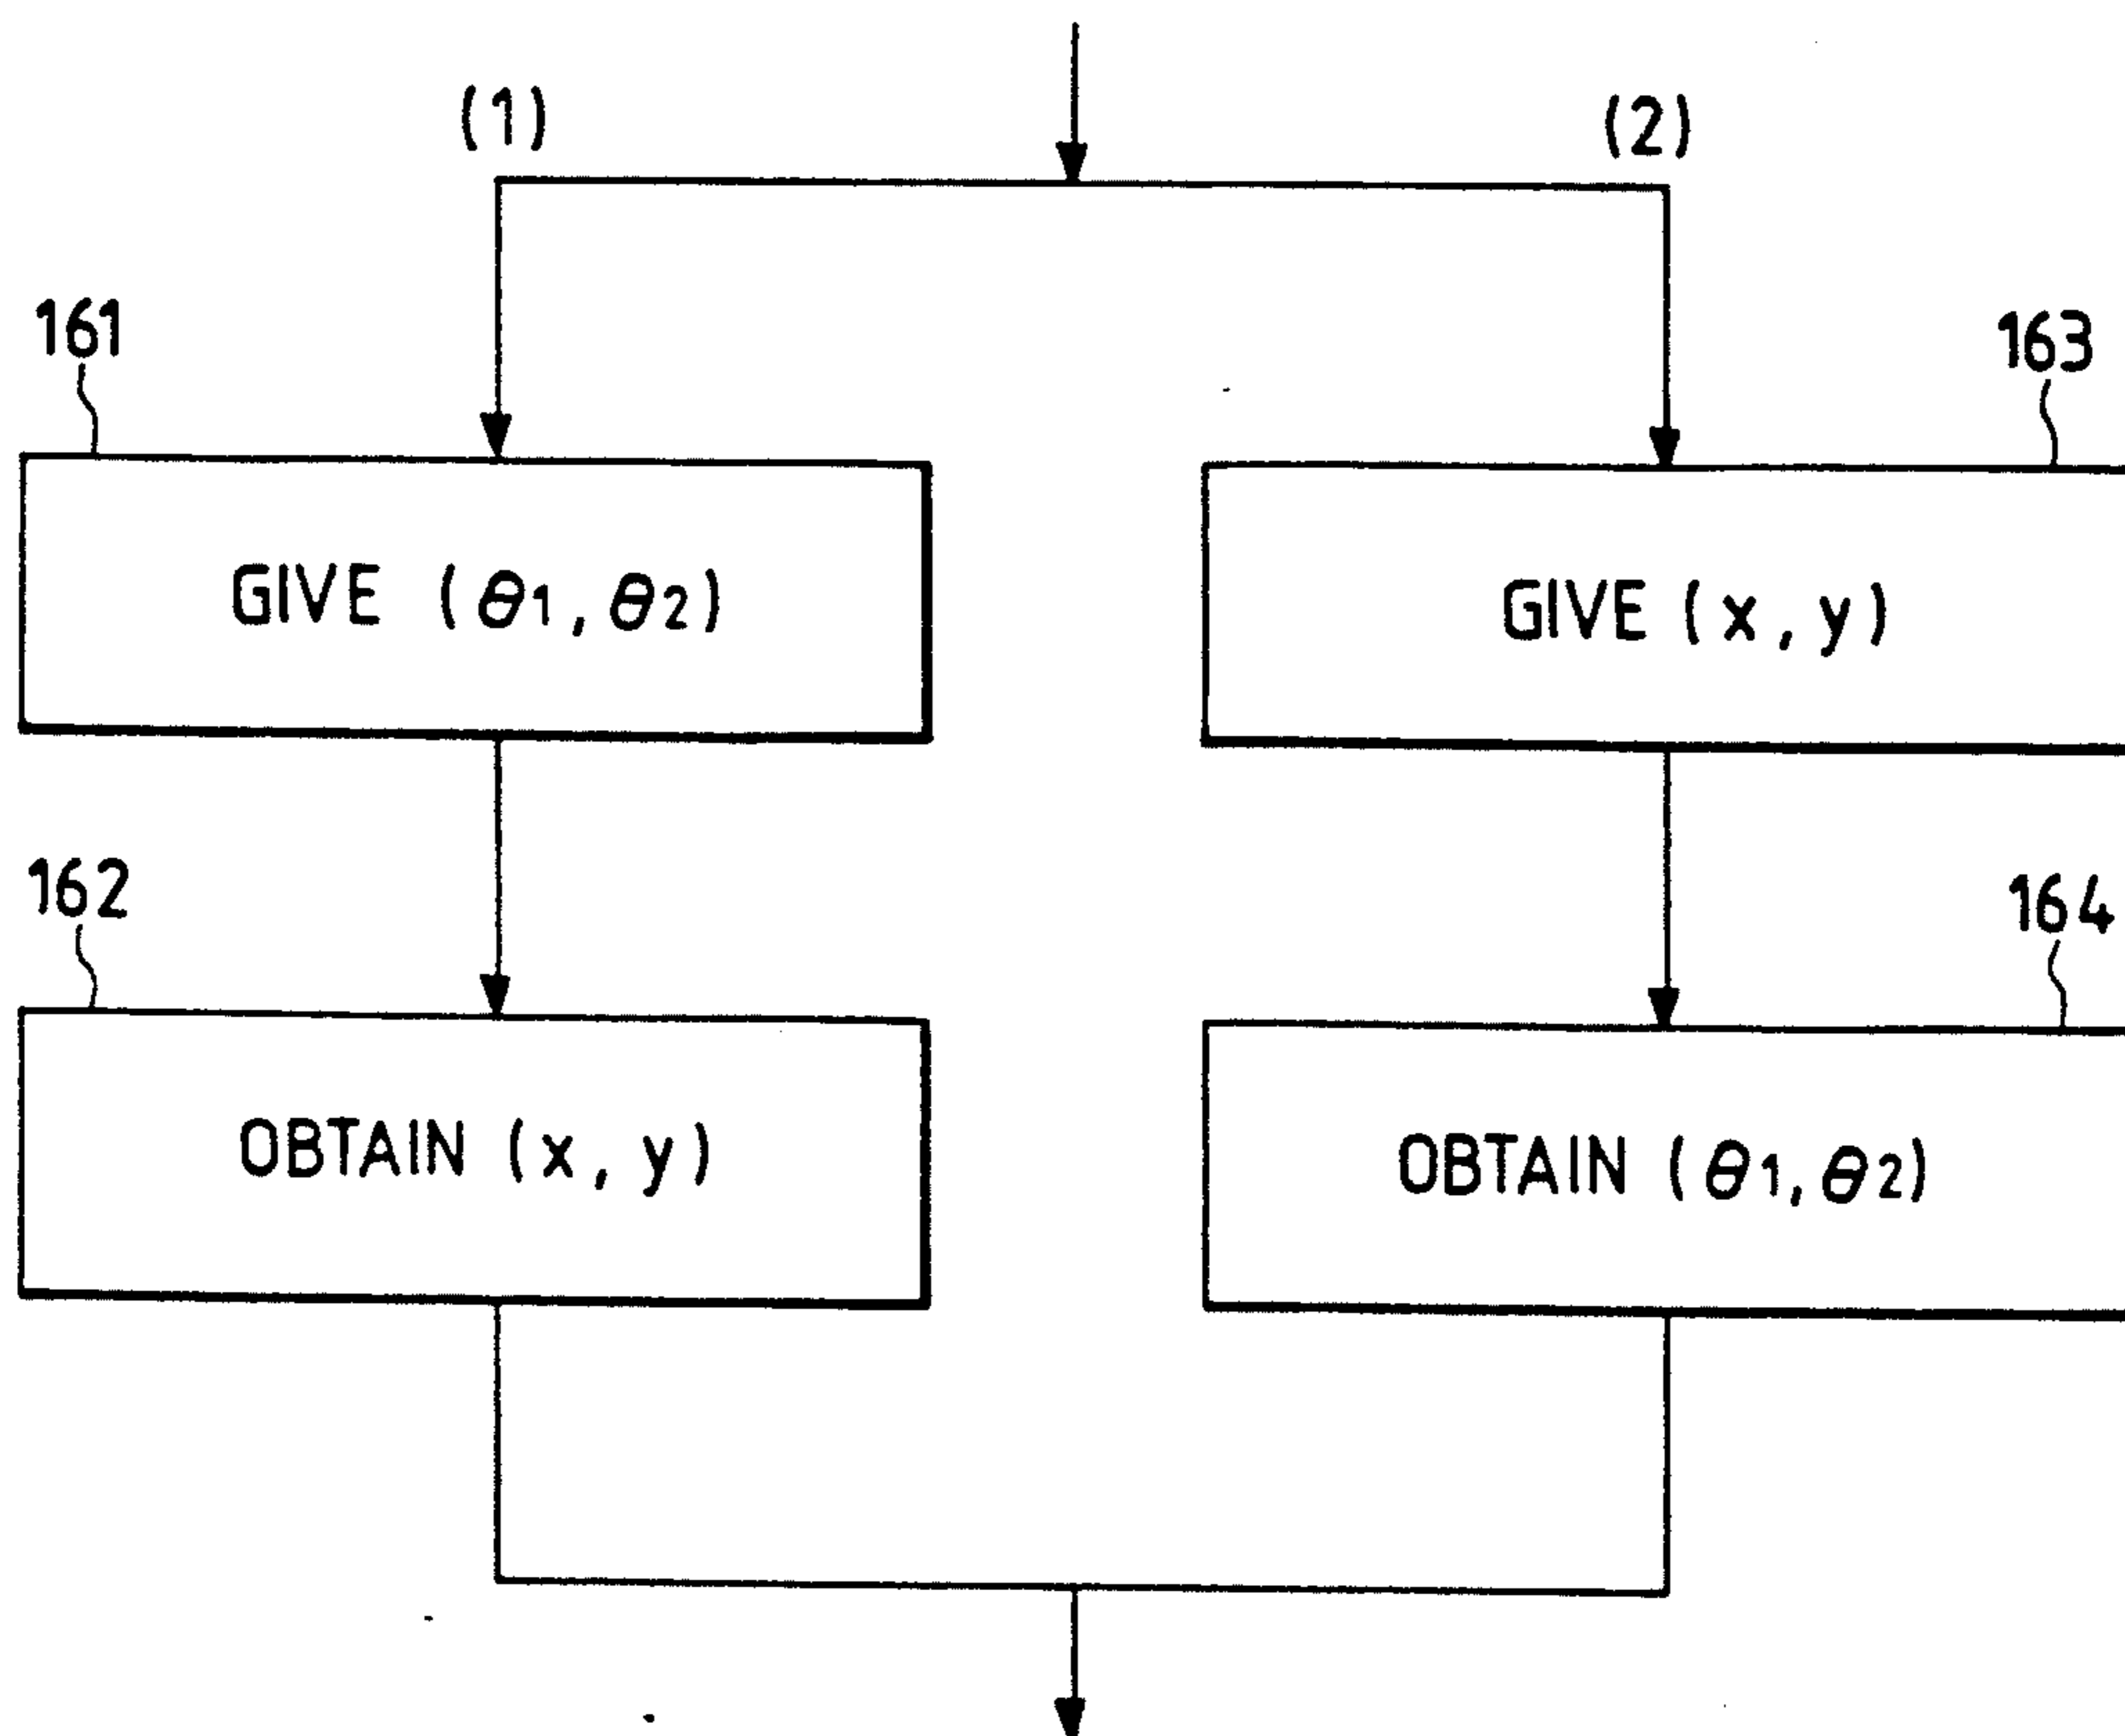 (1)
(2)
161
163
GIVE (θ1, θ2)
GIVE (x, y)
162
164
OBTAIN (x, y)
OBTAIN (θ1, θ2)